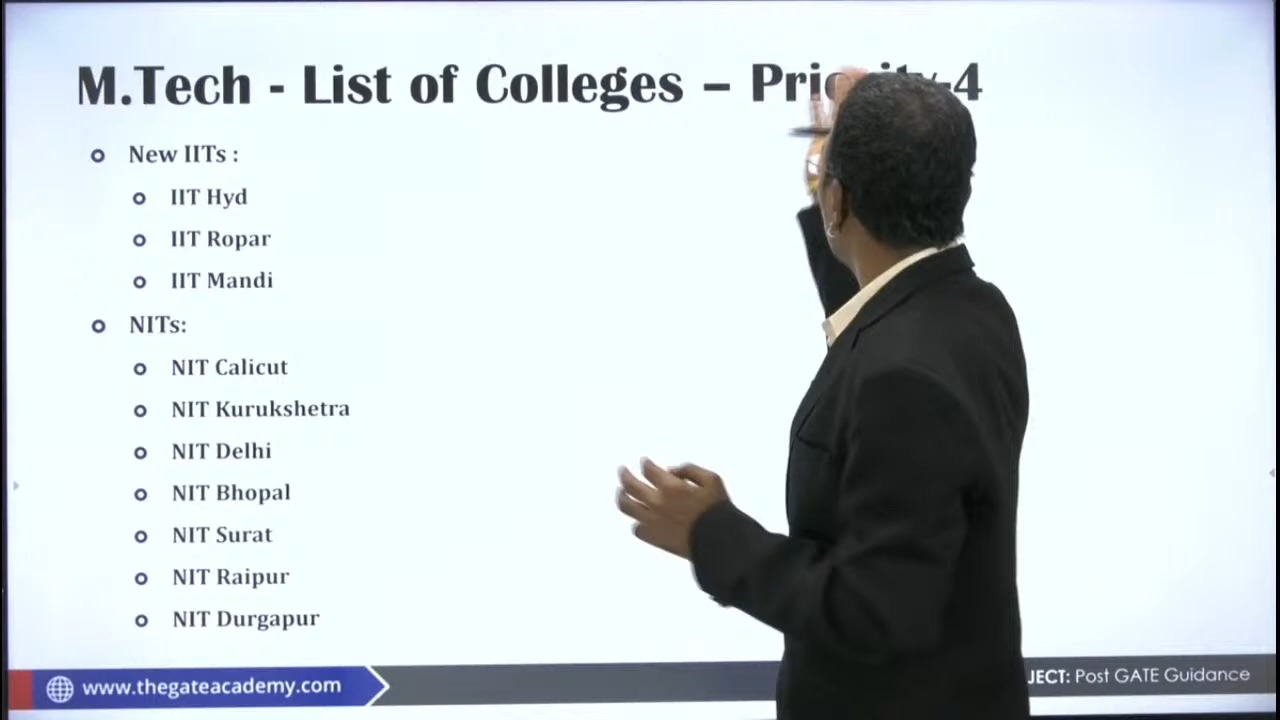 M.Tech - List of Colleges –
New IITs :
IIT Hyd
IIT Ropar
IIT Mandi
NITs:
NIT Calicut
NIT Kurukshetra
NIT Delhi
NIT Bhopal
NIT Surat
NIT Raipur
NIT Durgapur
www.thegateacademy.com
Post GATE Guidance